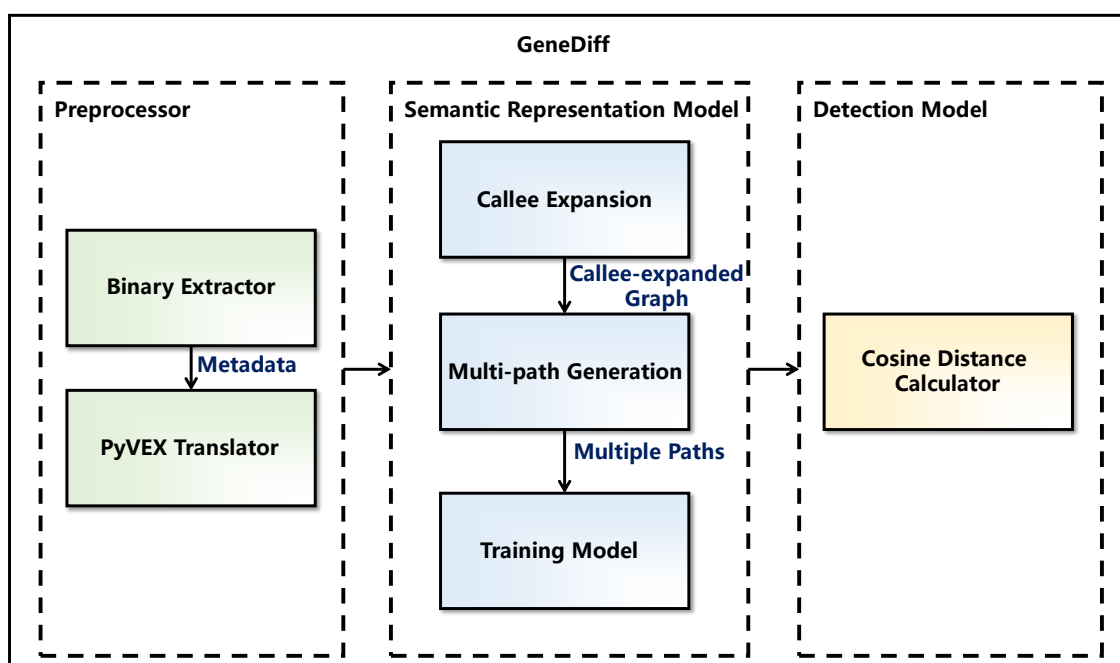 GeneDiff
Preprocessor
Binary Extractor
Metadata
PyVEX Translator
Semantic Representation Model
Callee Expansion
Callee-expanded
Graph
Multi-path Generation
Multiple Paths
Training Model
Detection Model
Cosine Distance
Calculator